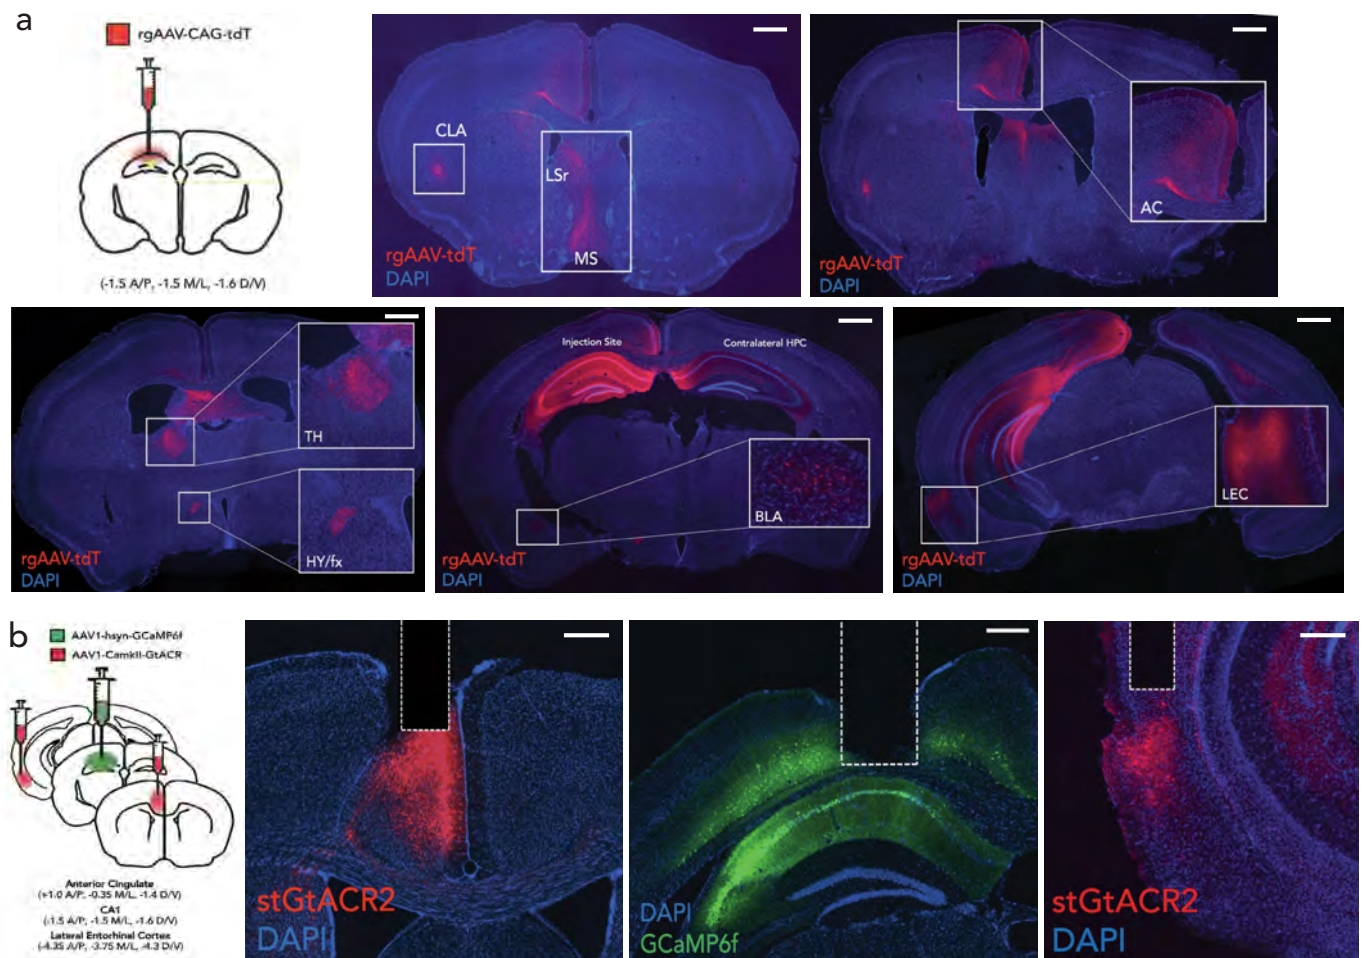 a
rgAAV-CAG-tdT
(-1.5 A/P, -1.5 M/L, -1.6 D/V)
CLA
LSr
MS
rgAAV-tdT
DAPI
AC
rgAAV-tdT
DAPI
TH
HY/fx
rgAAV-tdT
DAPI
Injection Site
Contralateral HPC
BLA
rgAAV-tdT
DAPI
LEC
rgAAV-tdT
DAPI
b
AAV1-hsyn-GCaMP6f
AAV1-CamkII-GtACR
Anterior Cingulate
(+1.0 A/P, -0.35 M/L, -1.4 D/V)
CA1
(-1.5 A/P, -1.5 M/L, -1.6 D/V)
Lateral Entorhinal Cortex
(-4.35 A/P, -3.75 M/L, -4.3 D/V)
stGtACR2
DAPI
DAPI
GCaMP6f
stGtACR2
DAPI